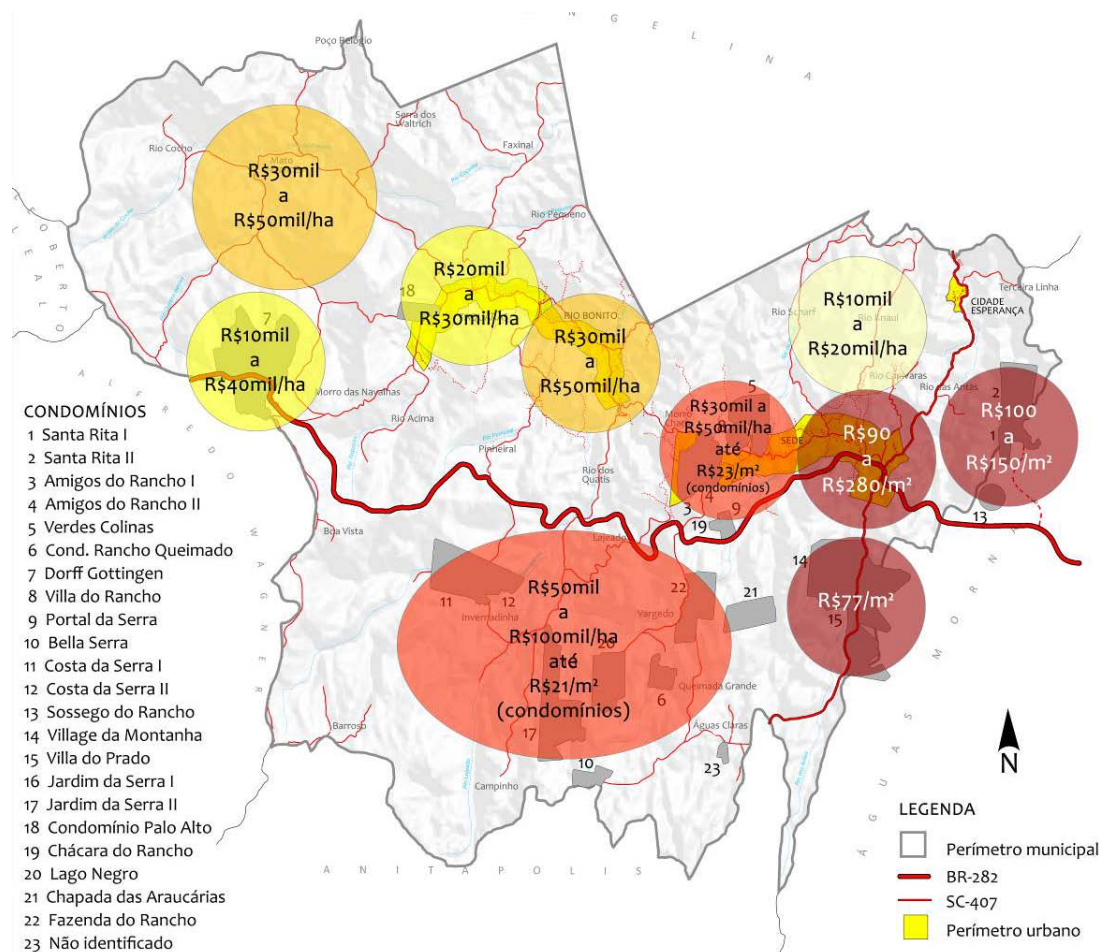 A N G E L I N A
Poço Belógio
Serra dos
Waltrich
Rio Cocho
Mato
Faxinal
R$30mil
a
R$50mil/ha
Rio Pequeno
LEOBERTO
LEAL
R$20mil
a
R$30mil/ha
18
RIO BONITO
R$10mil
a
R$40mil/ha
7
R$30mil
a
R$50mil/ha
Rio Scharf
Rio Knaul
R$10mil
a
R$20mil/ha
CIDADE
ESPERANÇA
Terceira Linha
Rio das Antas
2
1
R$100
a
R$150/m²
13
Morro das Navalhas
Rio Acima
Pinheiral
Rio dos
Quatis
5
R$30mil a
R$50mil/ha
até
R$23/m²
(condomínios)
8
4
3
9
19
SEDE
R$90
a
R$280/m²
ALFREDO WAGNER
Boa Vista
Lajeado
11
12
Invernadinha
Vargedo
22
21
20
6
R$50mil
a
R$100mil/ha
até
R$21/m²
(condomínios)
14
R$77/m²
15
Queimada Grande
Águas Claras
Barroso
17
10
23
Campinho
A N I T A P O L I S
Á G U A S M O R N A
CONDOMÍNIOS
1 Santa Rita I
2 Santa Rita II
3 Amigos do Rancho I
4 Amigos do Rancho II
5 Verdes Colinas
6 Cond. Rancho Queimado
7 Dorff Gottingen
8 Villa do Rancho
9 Portal da Serra
10 Bella Serra
11 Costa da Serra I
12 Costa da Serra II
13 Sossego do Rancho
14 Village da Montanha
15 Villa do Prado
16 Jardim da Serra I
17 Jardim da Serra II
18 Condomínio Palo Alto
19 Chácara do Rancho
20 Lago Negro
21 Chapada das Araucárias
22 Fazenda do Rancho
23 Não identificado
N
LEGENDA
Perímetro municipal
BR-282
SC-407
Perímetro urbano